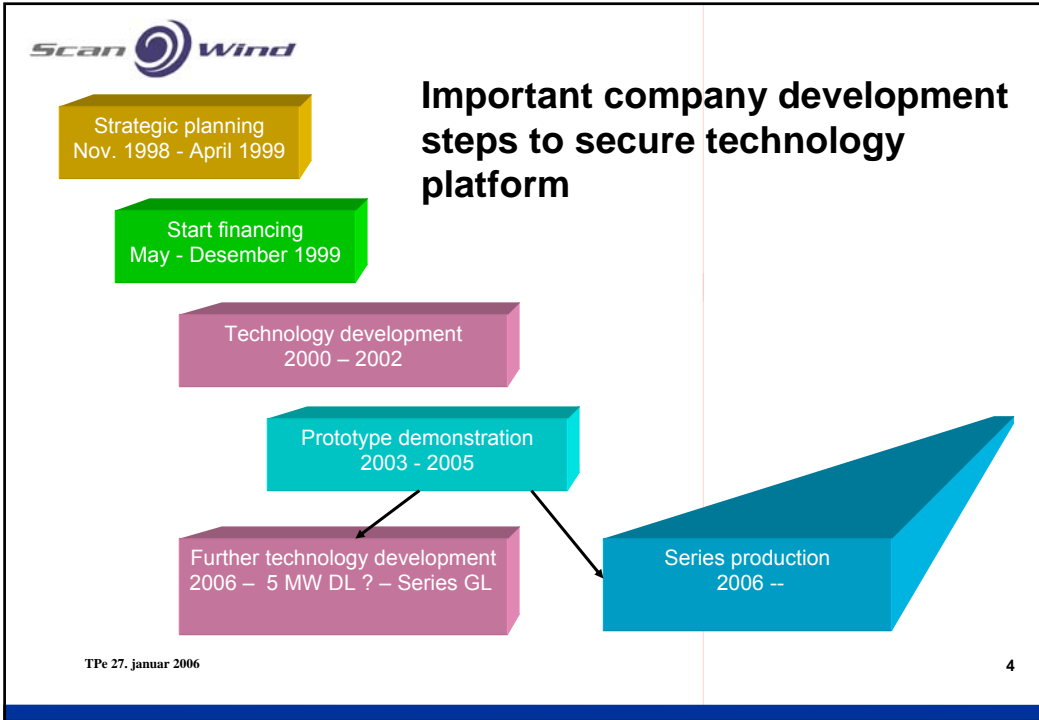 Scan Wind
Important company development
steps to secure technology
platform
Strategic planning
Nov. 1998 - April 1999
Start financing
May - Desember 1999
Technology development
2000 – 2002
Prototype demonstration
2003 - 2005
Further technology development
2006 – 5 MW DL ? – Series GL
Series production
2006 --
TPe 27. januar 2006
4